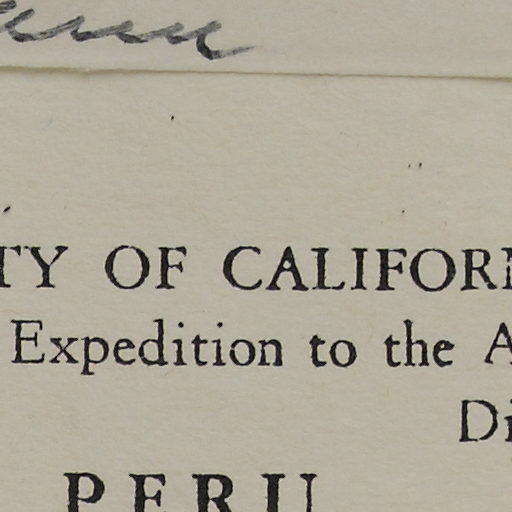 TY OF CALIFOR
Expedition to the A
Di
PERU